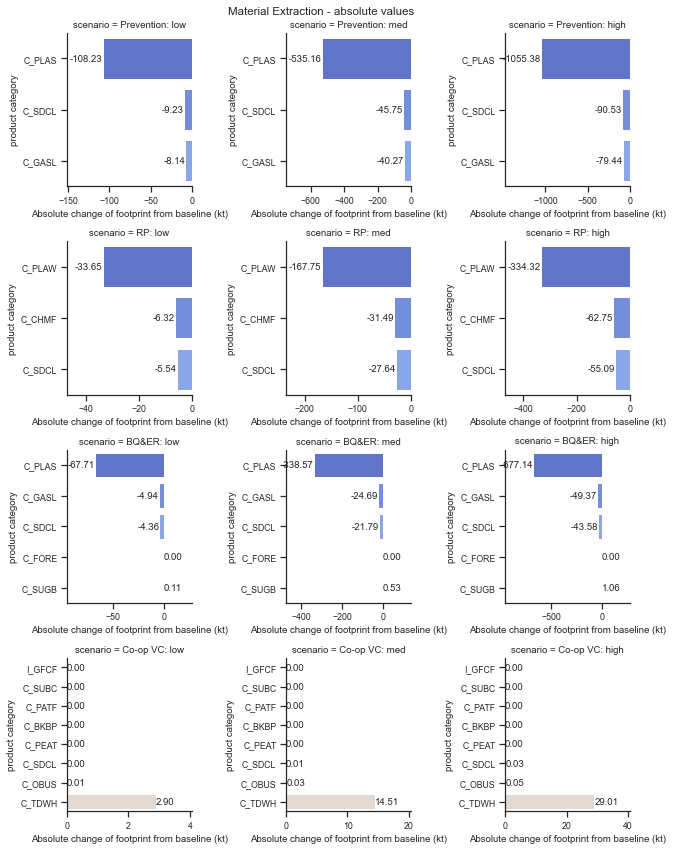 Material Extraction - absolute values
scenario = Prevention: low
scenario = Prevention: med
scenario = Prevention: high
product category
C_PLAS
-108.23
C_SDCL
-9.23
C_GASL
-8.14
−150 −100 −50 0
Absolute change of footprint from baseline (kt)
product category
C_PLAS
-535.16
C_SDCL
-45.75
C_GASL
-40.27
−600 −400 −200 0
Absolute change of footprint from baseline (kt)
product category
C_PLAS
-1055.38
C_SDCL
-90.53
C_GASL
-79.44
−1000 −500 0
Absolute change of footprint from baseline (kt)
scenario = RP: low
scenario = RP: med
scenario = RP: high
product category
C_PLAW
-33.65
C_CHMF
-6.32
C_SDCL
-5.54
−40 −20 0
Absolute change of footprint from baseline (kt)
product category
C_PLAW
-167.75
C_CHMF
-31.49
C_SDCL
-27.64
−200 −100 0
Absolute change of footprint from baseline (kt)
product category
C_PLAW
-334.32
C_CHMF
-62.75
C_SDCL
-55.09
−400 −200 0
Absolute change of footprint from baseline (kt)
scenario = BQ&ER: low
scenario = BQ&ER: med
scenario = BQ&ER: high
product category
C_PLAS
-67.71
C_GASL
-4.94
C_SDCL
-4.36
C_FORE
0.00
C_SUGB
0.11
−50 0
Absolute change of footprint from baseline (kt)
product category
C_PLAS
-338.57
C_GASL
-24.69
C_SDCL
-21.79
C_FORE
0.00
C_SUGB
0.53
−400 −200 0
Absolute change of footprint from baseline (kt)
product category
C_PLAS
-677.14
C_GASL
-49.37
C_SDCL
-43.58
C_FORE
0.00
C_SUGB
1.06
−500 0
Absolute change of footprint from baseline (kt)
scenario = Co-op VC: low
scenario = Co-op VC: med
scenario = Co-op VC: high
product category
I_GFCF
0.00
C_SUBC
0.00
C_PATF
0.00
C_BKBP
0.00
C_PEAT
0.00
C_SDCL
0.00
C_OBUS
0.01
C_TDWH
2.90
0 2 4
Absolute change of footprint from baseline (kt)
product category
I_GFCF
0.00
C_SUBC
0.00
C_PATF
0.00
C_BKBP
0.00
C_PEAT
0.00
C_SDCL
0.01
C_OBUS
0.03
C_TDWH
14.51
0 10 20
Absolute change of footprint from baseline (kt)
product category
I_GFCF
0.00
C_SUBC
0.00
C_PATF
0.00
C_BKBP
0.00
C_PEAT
0.00
C_SDCL
0.03
C_OBUS
0.05
C_TDWH
29.01
0 20 40
Absolute change of footprint from baseline (kt)